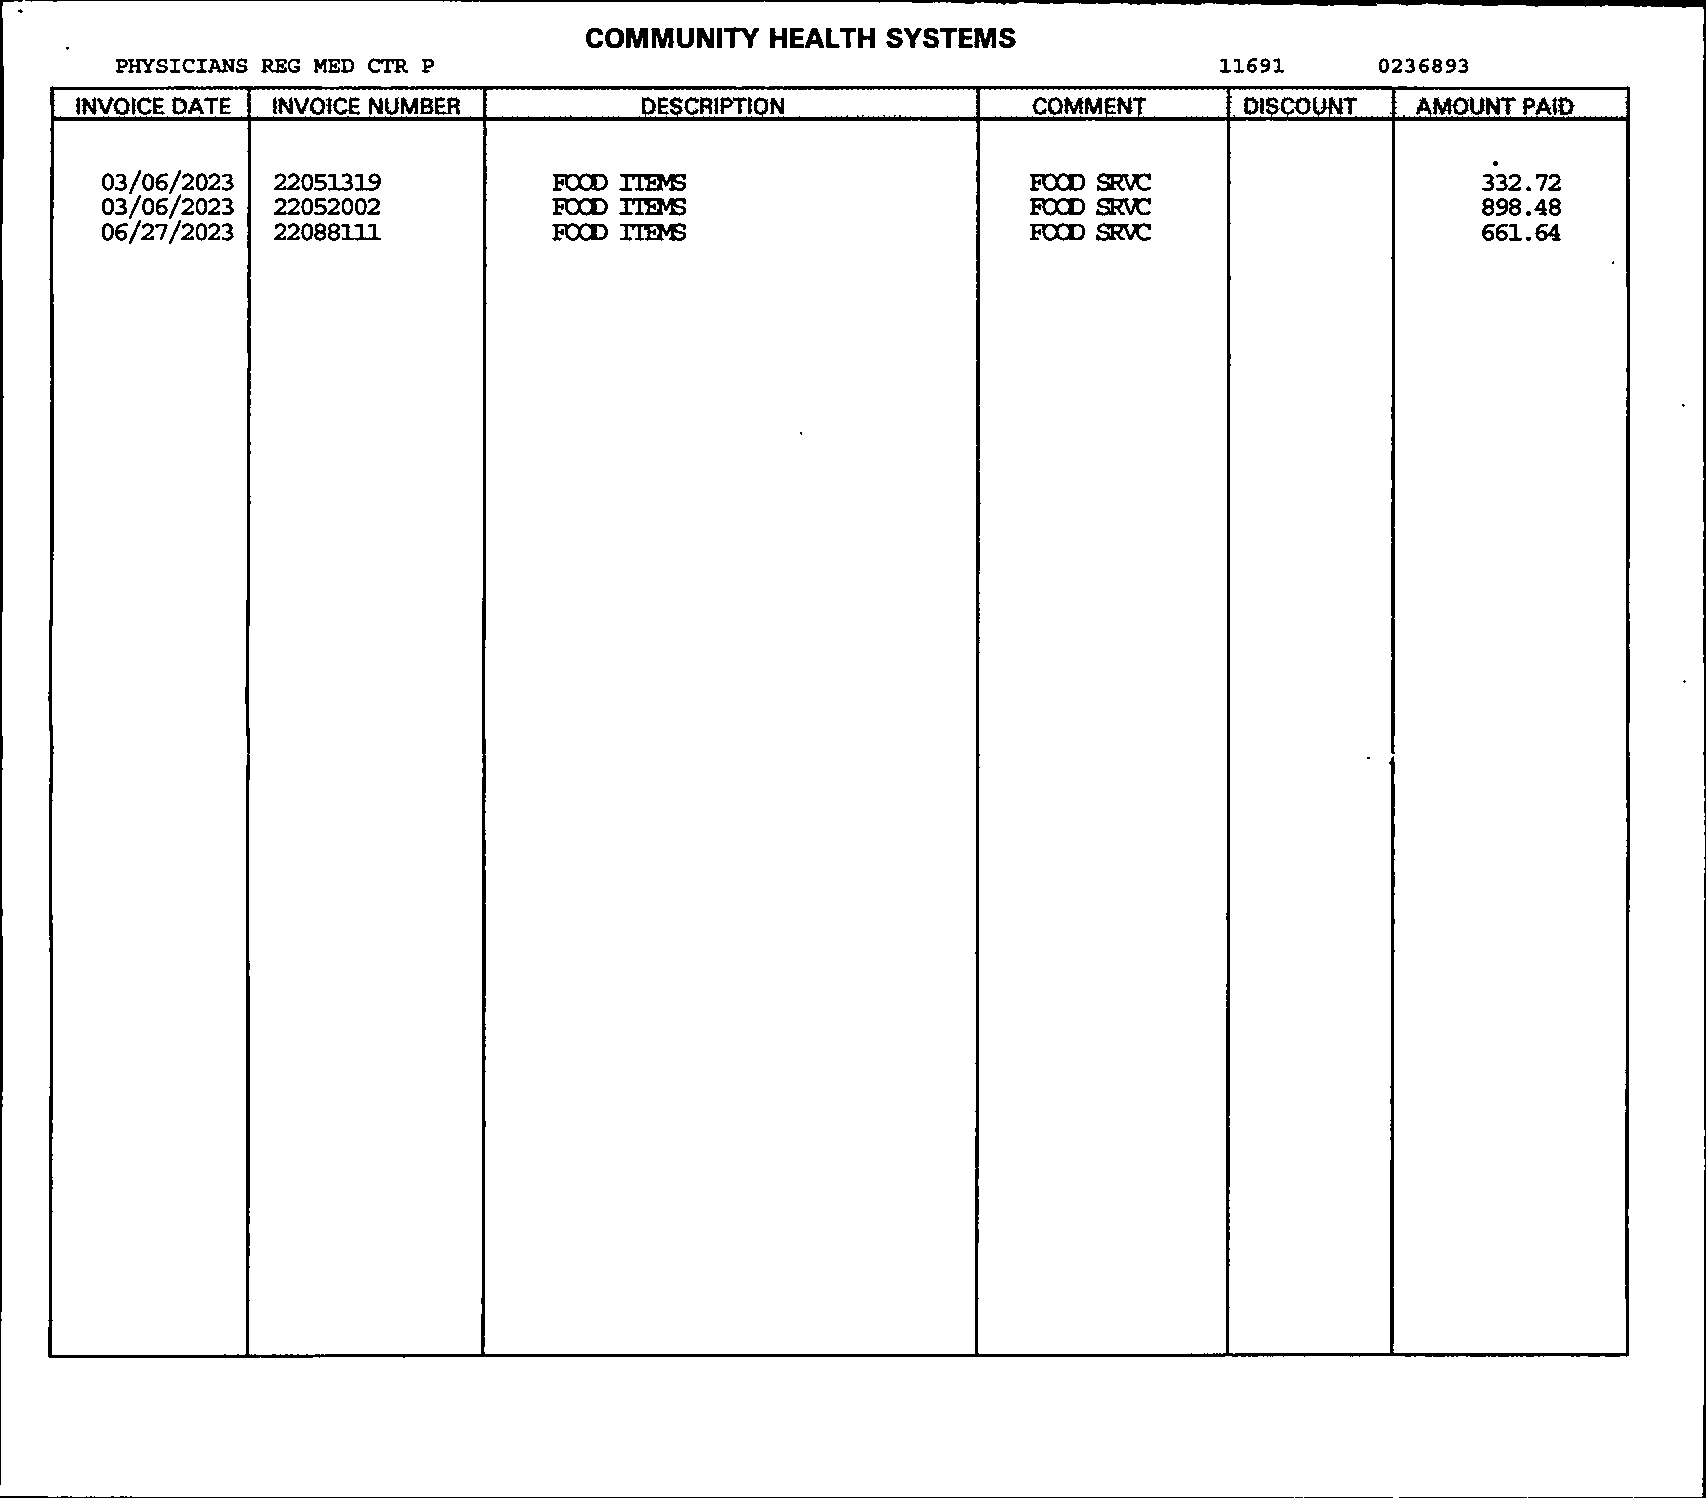 COMMUNITY HEALTH SYSTEMS
PHYSICIANS REG MED CTR P 11691 0236893
INVOICE DATE INVOICE NUMBER DESCRIPTION COMMENT DISCOUNT AMOUNT PAID
03/06/2023 22051319 FOOD ITEMS FOOD SRVC 332.72
03/06/2023 22052002 FOOD ITEMS FOOD SRVC 898.48
06/27/2023 22088111 FOOD ITEMS FOOD SRVC 661.64